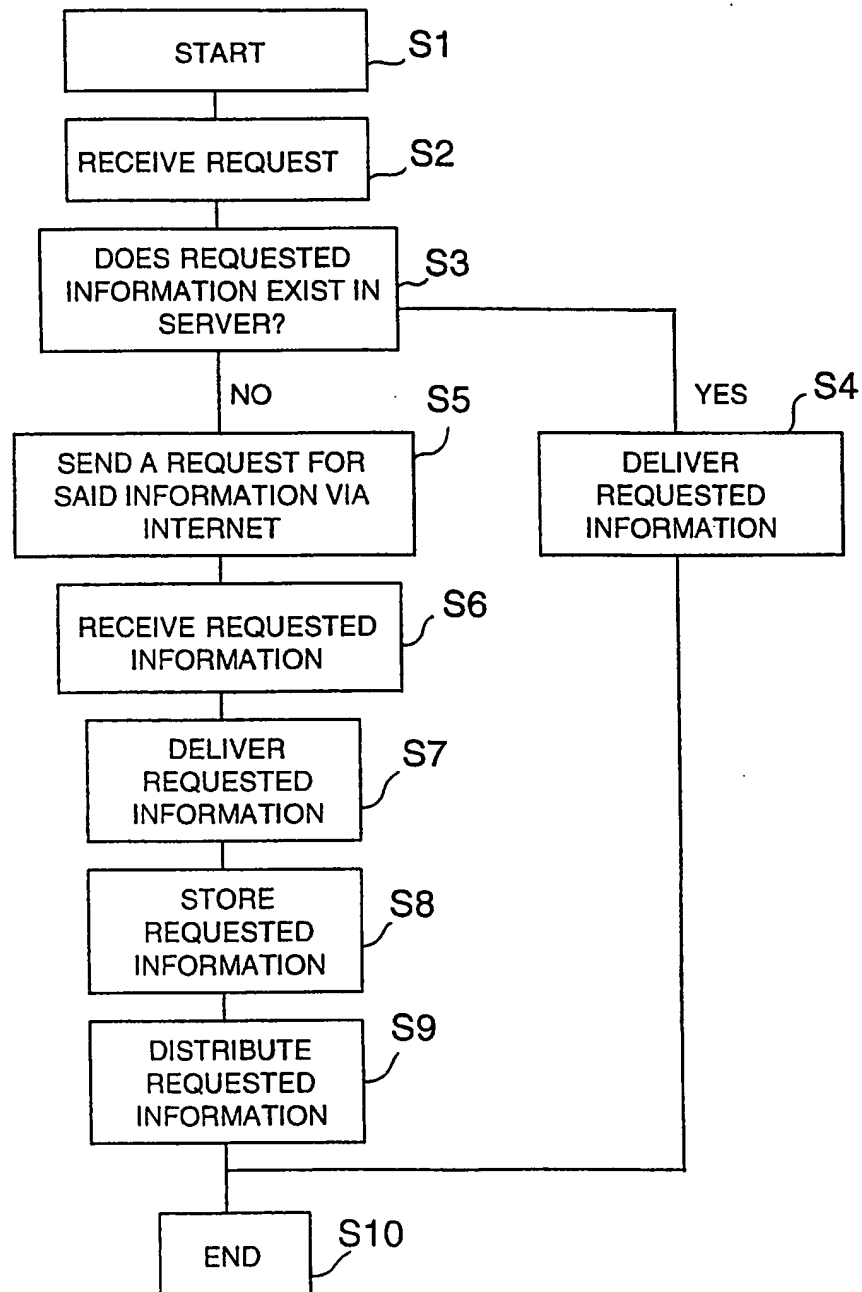 START
S1
RECEIVE REQUEST
S2
DOES REQUESTED
INFORMATION EXIST IN
SERVER?
S3
NO
YES
S4
S5
SEND A REQUEST FOR
SAID INFORMATION VIA
INTERNET
DELIVER
REQUESTED
INFORMATION
S6
RECEIVE REQUESTED
INFORMATION
DELIVER
REQUESTED
INFORMATION
S7
STORE
REQUESTED
INFORMATION
S8
DISTRIBUTE
REQUESTED
INFORMATION
S9
END
S10